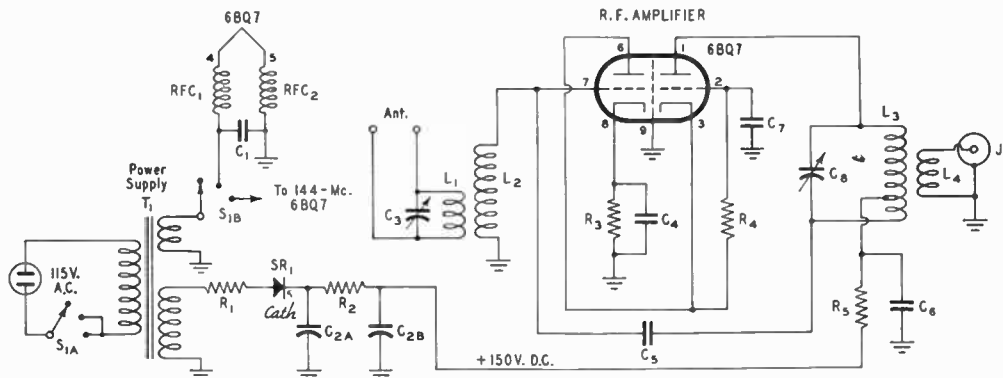 R.F. AMPLIFIER
6BQ7
4 5
6 1
6BQ7
RFC1 RFC2
7 2
Ant.
8 9 3
C7
L3
C1
J
Power
Supply
T1
To 144-Mc.
6BQ7
S1B
L1 L2
C3
C8
L4
R3 C4 R4
115V.
A.C.
SR1
R1 Cath R2
R5 C6
S1A
C2A C2B
C5
+150V. D.C.